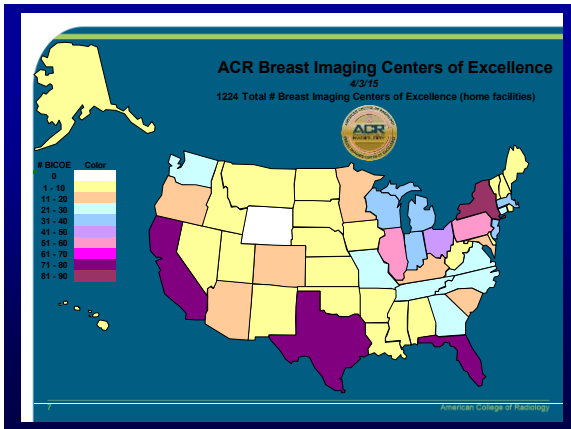 ACR Breast Imaging Centers of Excellence
4/3/15
1224 Total # Breast Imaging Centers of Excellence (home facilities)
ACR
# BICOE Color
0
1 - 10
11 - 20
21 - 30
31 - 40
41 - 50
51 - 60
61 - 70
71 - 80
81 - 90
7
American College of Radiology